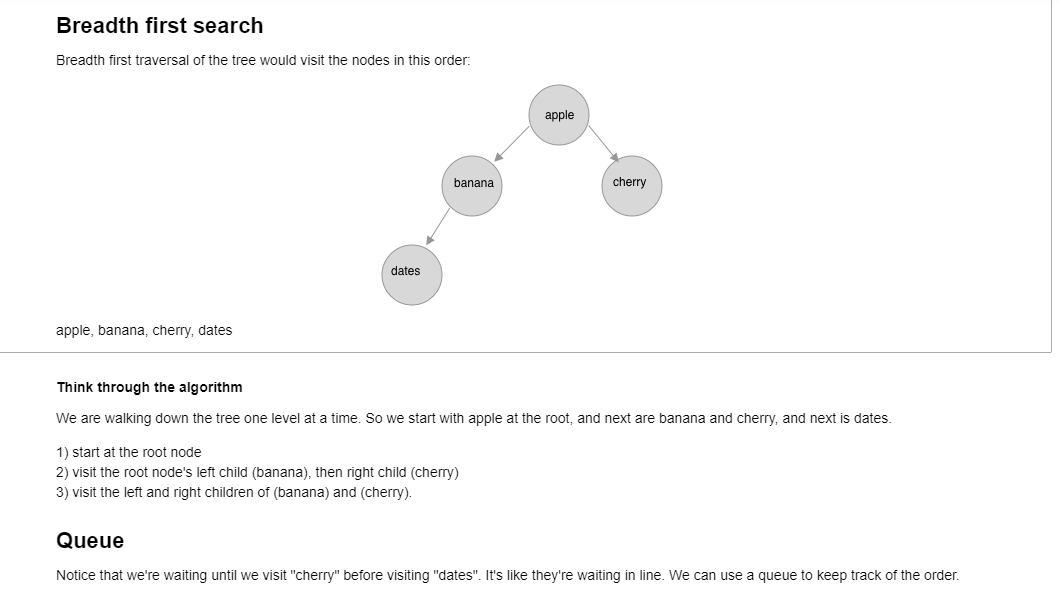 Breadth first search
Breadth first traversal of the tree would visit the nodes in this order:
apple
banana
cherry
dates
apple, banana, cherry, dates
Think through the algorithm
We are walking down the tree one level at a time. So we start with apple at the root, and next are banana and cherry, and next is dates.
1) start at the root node
2) visit the root node's left child (banana), then right child (cherry)
3) visit the left and right children of (banana) and (cherry).
Queue
Notice that we're waiting until we visit "cherry" before visiting "dates". It's like they're waiting in line. We can use a queue to keep track of the order.